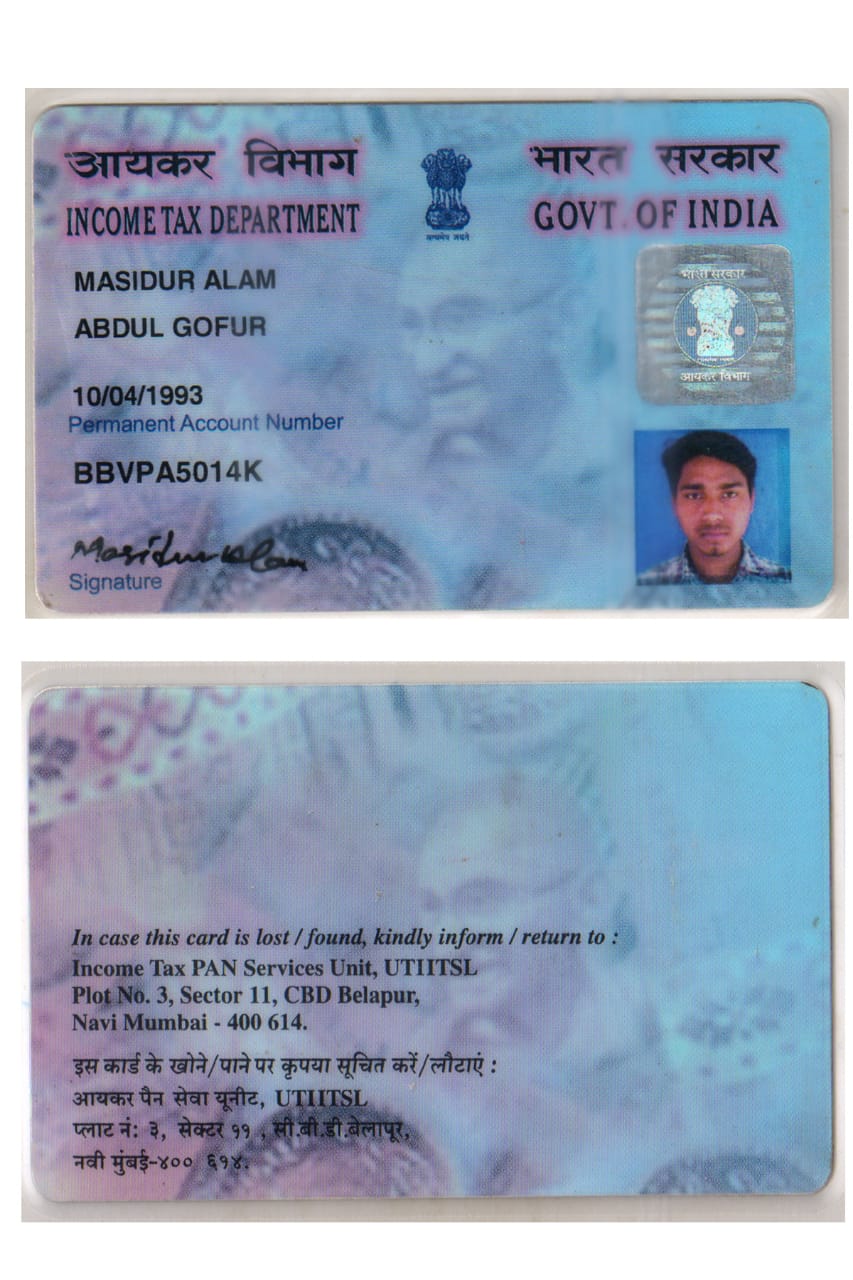 आयकर विभाग
INCOME TAX DEPARTMENT
सत्यमेव जयते
भारत सरकार
GOVT. OF INDIA
MASIDUR ALAM
ABDUL GOFUR
10/04/1993
Permanent Account Number
BBVPA5014K
Masidur Alam
Signature
भारत सरकार
आयकर विभाग
In case this card is lost / found, kindly inform / return to :
Income Tax PAN Services Unit, UTIITSL
Plot No. 3, Sector 11, CBD Belapur,
Navi Mumbai - 400 614.
इस कार्ड के खोने/पाने पर कृपया सूचित करें/लौटाएं :
आयकर पैन सेवा यूनीट, UTIITSL
प्लाट नं: ३, सेक्टर ११ , सी.बी.डी.बेलापूर,
नवी मुंबई-४०० ६१४.